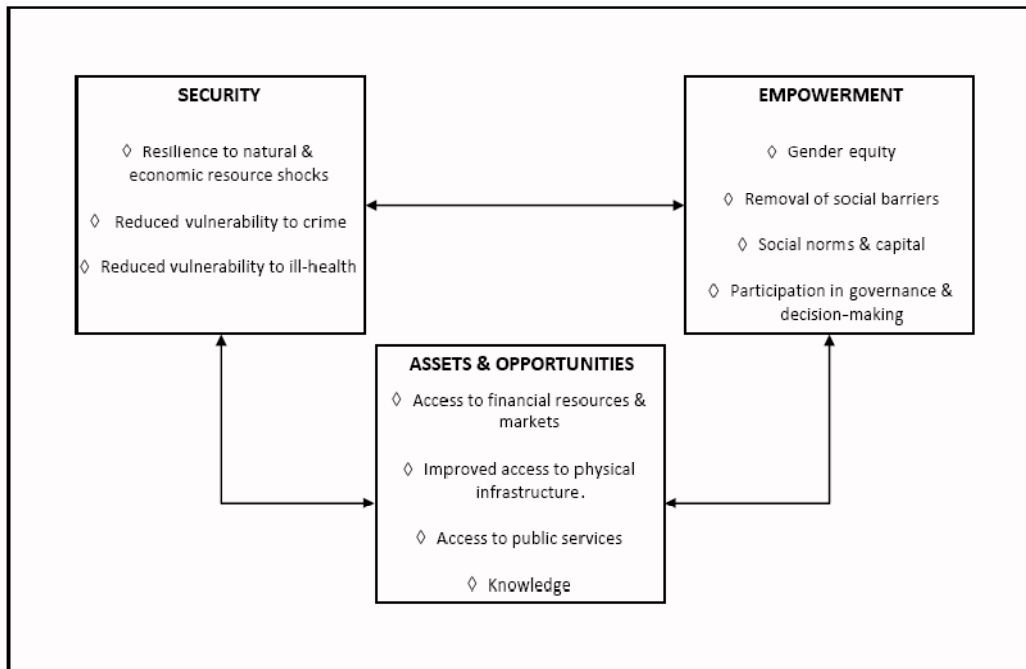 SECURITY
◊ Resilience to natural &
economic resource shocks
◊ Reduced vulnerability to crime
◊ Reduced vulnerability to ill-health
EMPOWERMENT
◊ Gender equity
◊ Removal of social barriers
◊ Social norms & capital
◊ Participation in governance &
decision-making
ASSETS & OPPORTUNITIES
◊ Access to financial resources &
markets
◊ Improved access to physical
infrastructure.
◊ Access to public services
◊ Knowledge